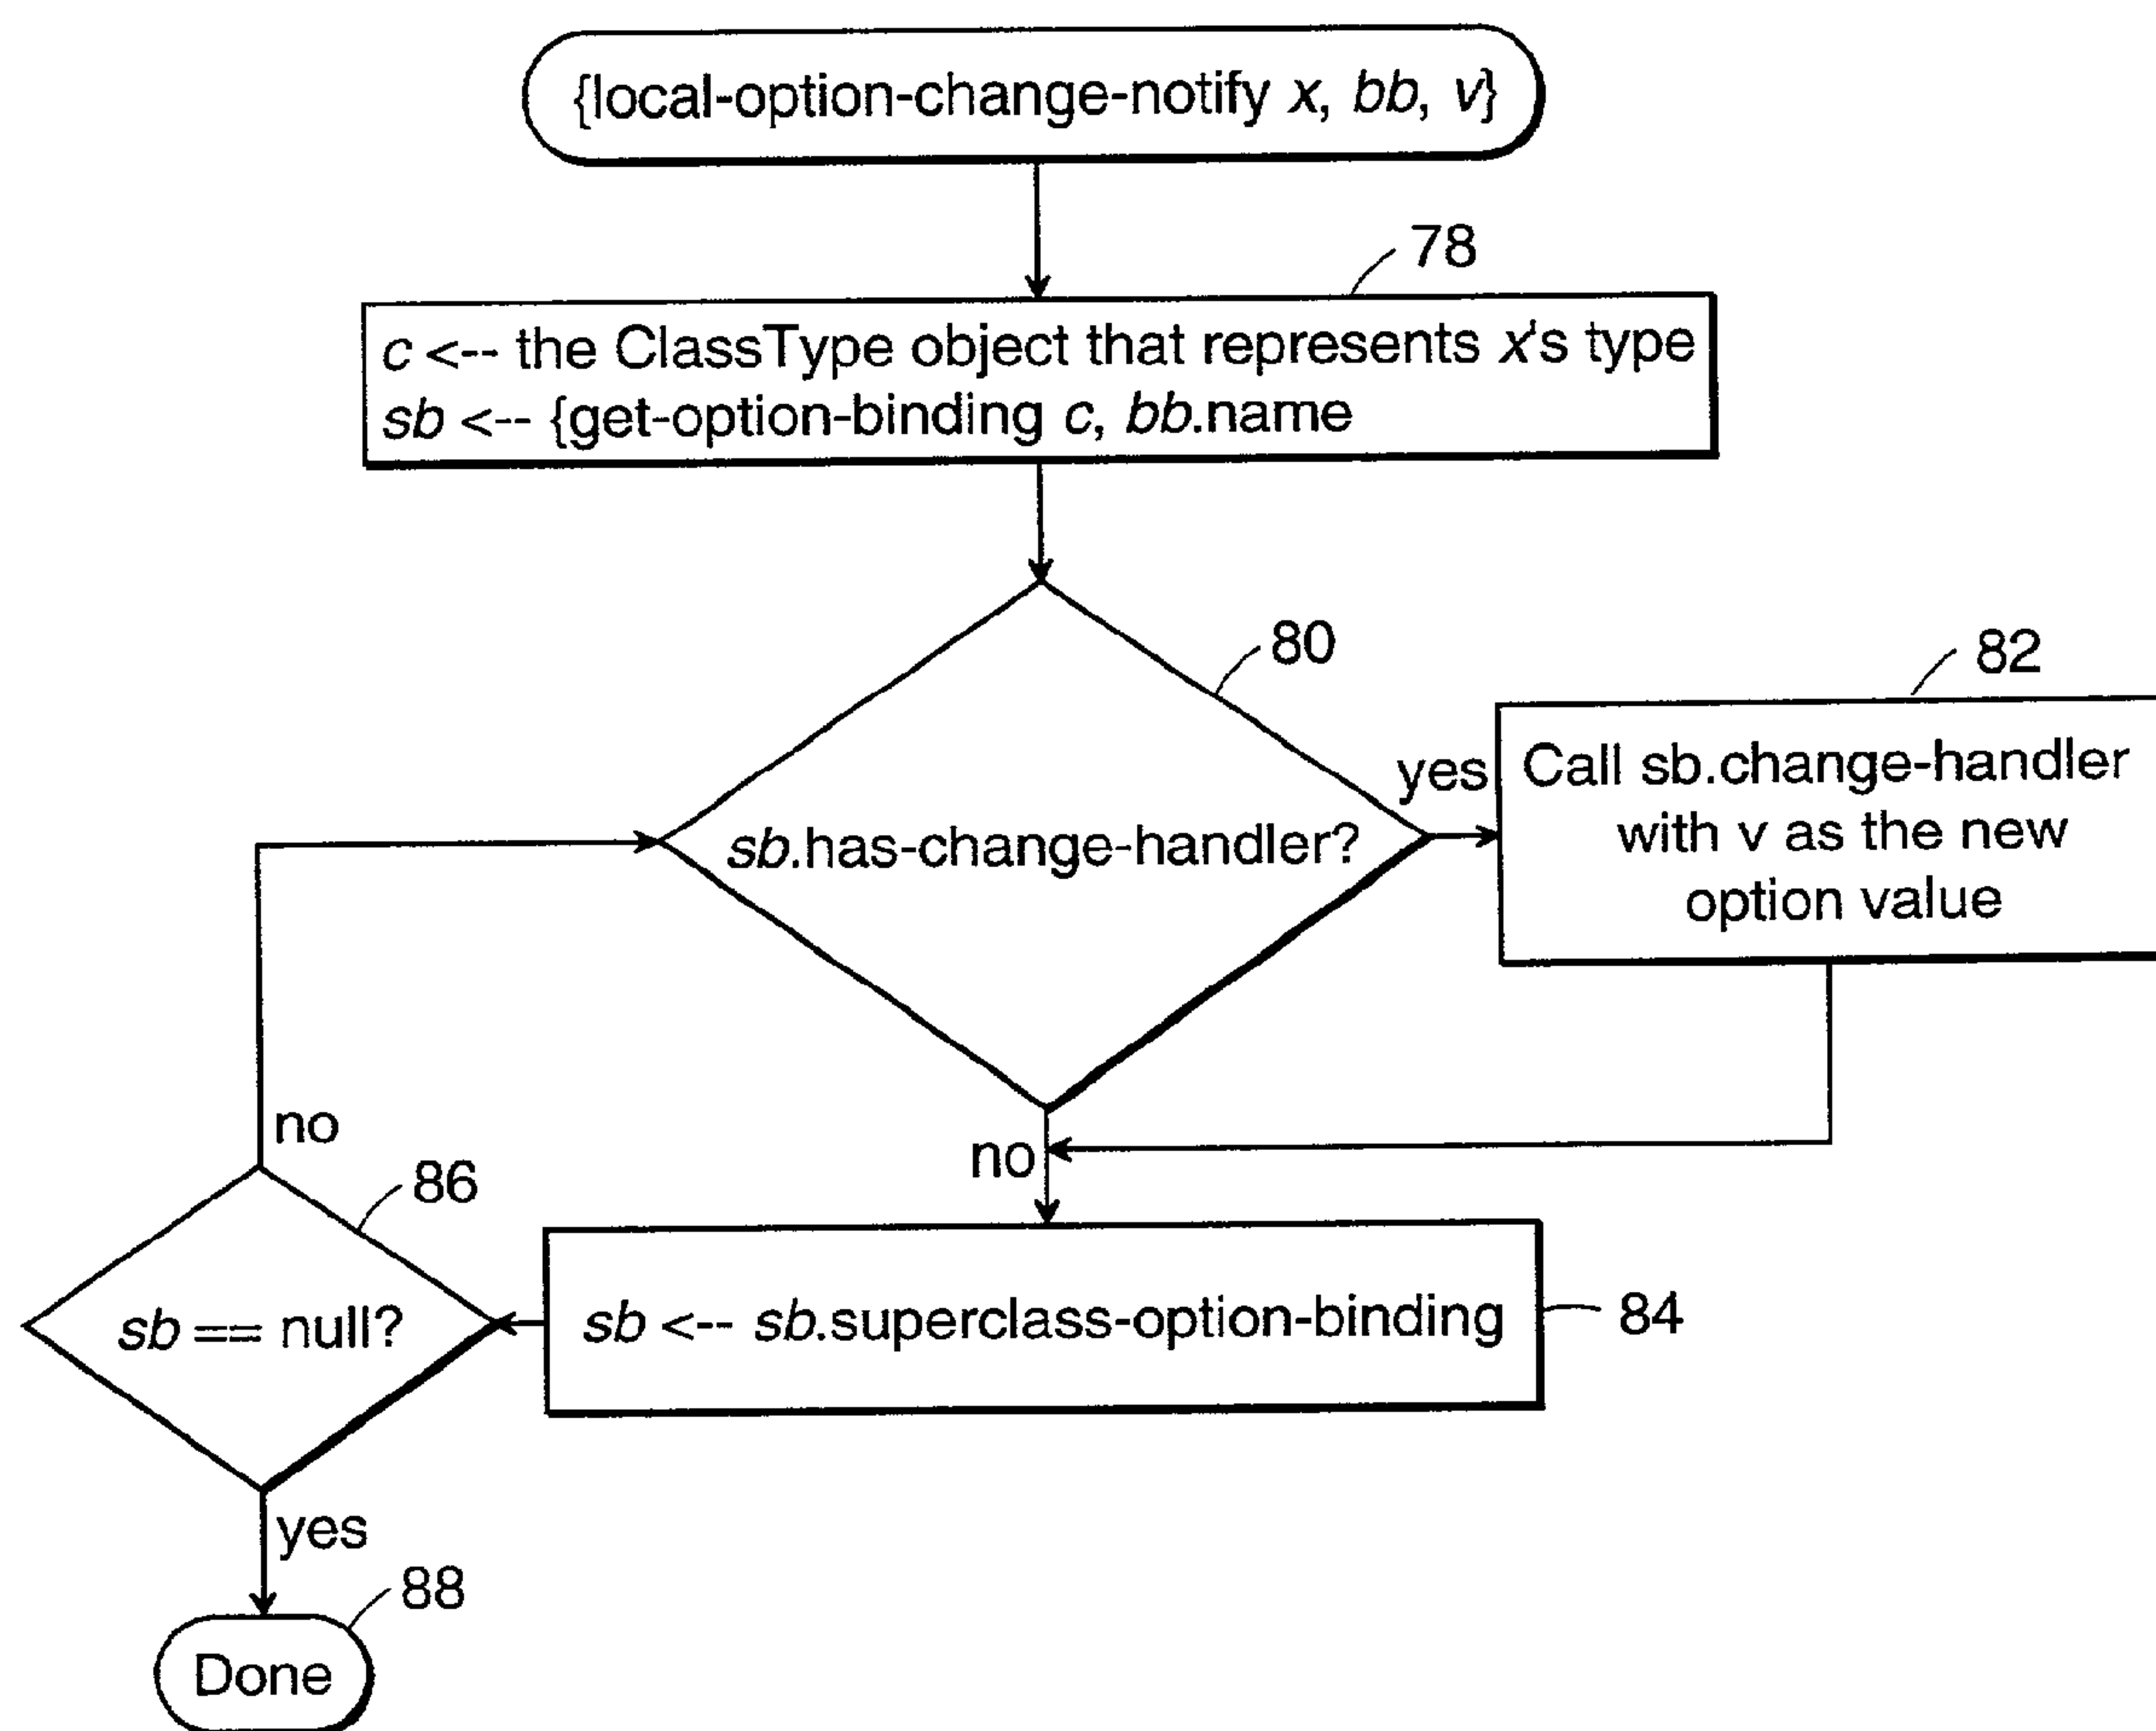 {local-option-change-notify x, bb, v}
78
c <-- the ClassType object that represents x's type
sb <-- {get-option-binding c, bb.name
80
82
yes
Call sb.change-handler
with v as the new
option value
sb.has-change-handler?
no
no
86
sb == null?
sb <-- sb.superclass-option-binding
84
yes
88
Done